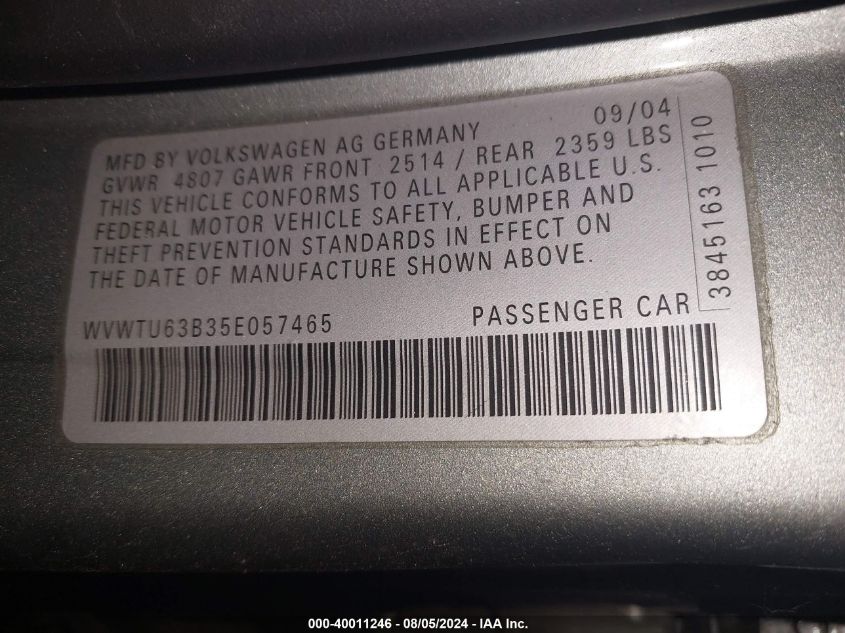 09/04
MFD BY VOLKSWAGEN AG GERMANY
GVWR 4807 GAWR FRONT 2514 / REAR 2359 LBS
THIS VEHICLE CONFORMS TO ALL APPLICABLE U.S.
FEDERAL MOTOR VEHICLE SAFETY, BUMPER AND
THEFT PREVENTION STANDARDS IN EFFECT ON
THE DATE OF MANUFACTURE SHOWN ABOVE.
3845163 1010
WVWTU63B35E057465 PASSENGER CAR
000-40011246 - 08/05/2024 - IAA Inc.